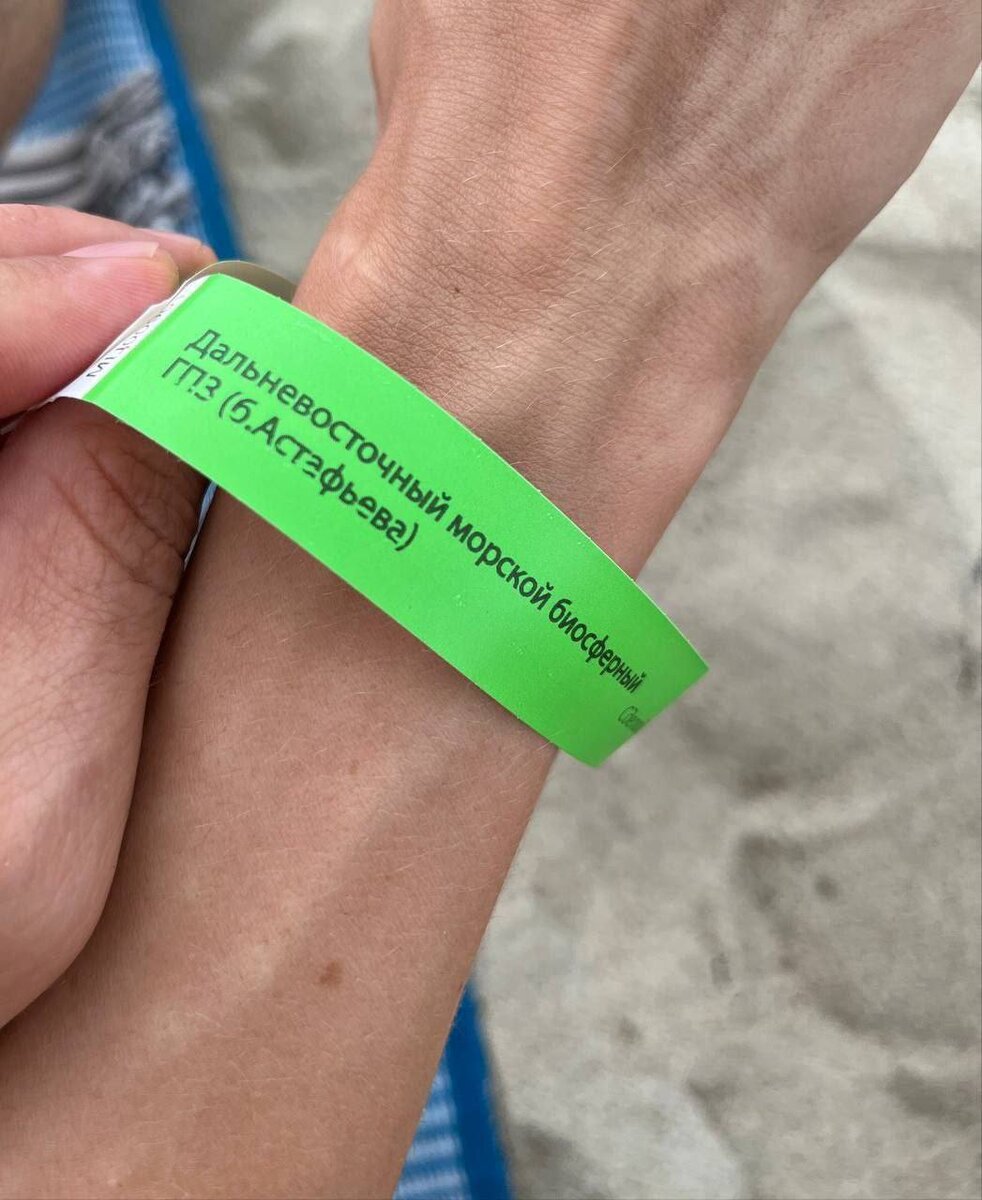 Дальневосточный морской биосферный
ГПЗ (б.Астафьева)